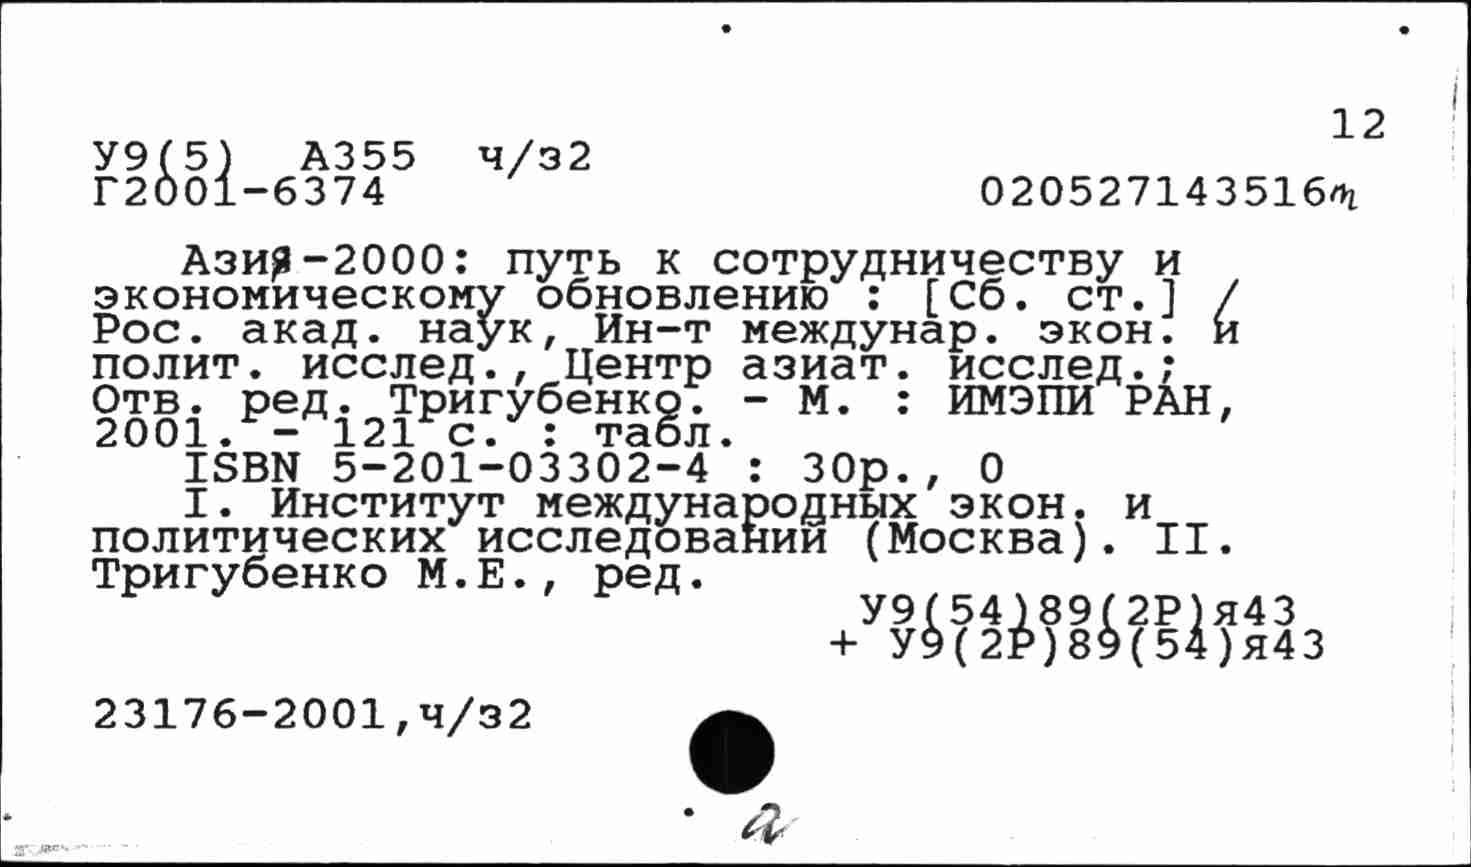 12
У9(5) А355 ч/з2
Г2001-6374 020527143516т
Азия-2000: путь к сотрудничеству и
экономическому обновлению : [Сб. ст.] /
Рос. акад. наук, Ин-т междунар. экон. и
полит. исслед., Центр азиат. исслед.;
Отв. ред. Тригубенко. - М. : ИМЭПИ РАН,
2001. - 121 с. : табл.
ISBN 5-201-03302-4 : 30р., 0
I. Институт международных экон. и
политических исследований (Москва). II.
Тригубенко М.Е., ред.
У9(54)89(2Р)я43
+ У9(2Р)89(54)я43
23176-2001,ч/з2
а